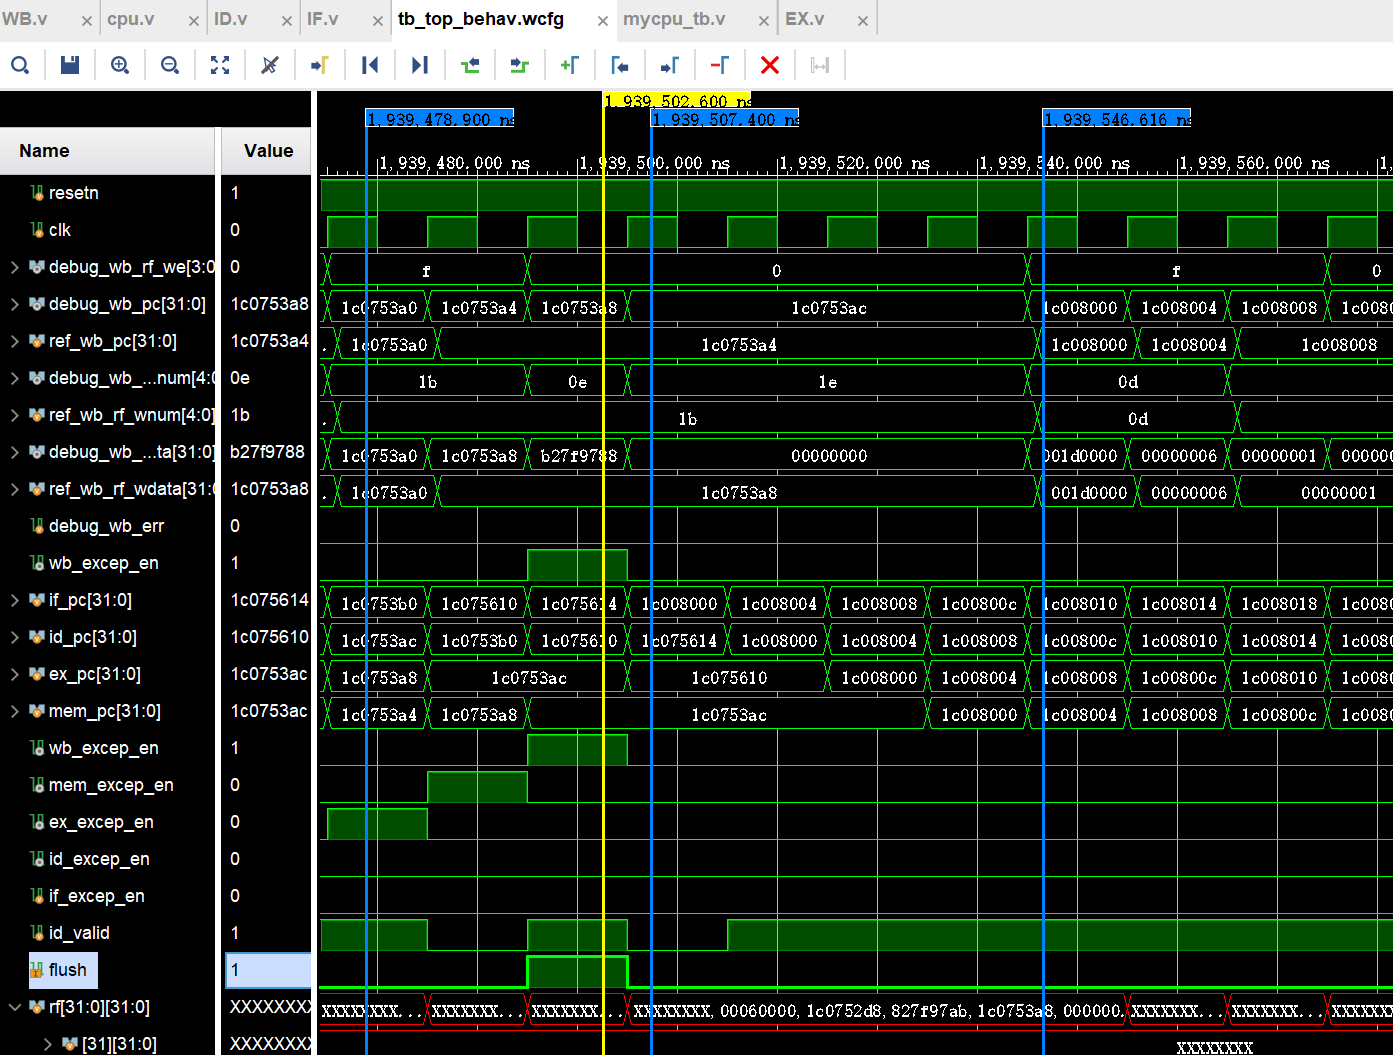 WB.v cpu.v ID.v IF.v tb_top_behav.wcfg mycpu_tb.v EX.v
1,939,502.600 ns
1,939,478.900 ns 1,939,507.400 ns 1,939,546.616 ns
Name Value
1,939,480.000 ns 1,939,500.000 ns 1,939,520.000 ns 1,939,540.000 ns 1,939,560.000 ns
resetn 1
clk 0
debug_wb_rf_we[3:0 0 f 0 f 0
debug_wb_pc[31:0] 1c0753a8 1c0753a0 1c0753a4 1c0753a8 1c0753ac 1c008000 1c008004 1c008008 1c0080
ref_wb_pc[31:0] 1c0753a4 . 1c0753a0 1c0753a4 1c008000 1c008004 1c008008
debug_wb_...num[4:0 0e 1b 0e 1e 0d
ref_wb_rf_wnum[4:0] 1b . 1b 0d
debug_wb_...ta[31:0] b27f9788 1c0753a0 1c0753a8 b27f9788 00000000 001d0000 00000006 00000001 000000
ref_wb_rf_wdata[31:0 1c0753a8 . 1c0753a0 1c0753a8 001d0000 00000006 00000001
debug_wb_err 0
wb_excep_en 1
if_pc[31:0] 1c075614 1c0753b0 1c075610 1c075614 1c008000 1c008004 1c008008 1c00800c 1c008010 1c008014 1c008018 1c0080
id_pc[31:0] 1c075610 1c0753ac 1c0753b0 1c075610 1c075614 1c008000 1c008004 1c008008 1c00800c 1c008010 1c008014 1c0080
ex_pc[31:0] 1c0753ac 1c0753a8 1c0753ac 1c075610 1c008000 1c008004 1c008008 1c00800c 1c008010 1c0080
mem_pc[31:0] 1c0753ac 1c0753a4 1c0753a8 1c0753ac 1c008000 1c008004 1c008008 1c00800c 1c0080
wb_excep_en 1
mem_excep_en 0
ex_excep_en 0
id_excep_en 0
if_excep_en 0
id_valid 1
flush 1
rf[31:0][31:0] XXXXXXXX XXXXXXXX... XXXXXXX... XXXXXXX... XXXXXXXX,00060000,1c0752d8,827f97ab,1c0753a8,000000. XXXXXXX... XXXXXXX... XXXXXX
[31][31:0] XXXXXXXX XXXXXXXX